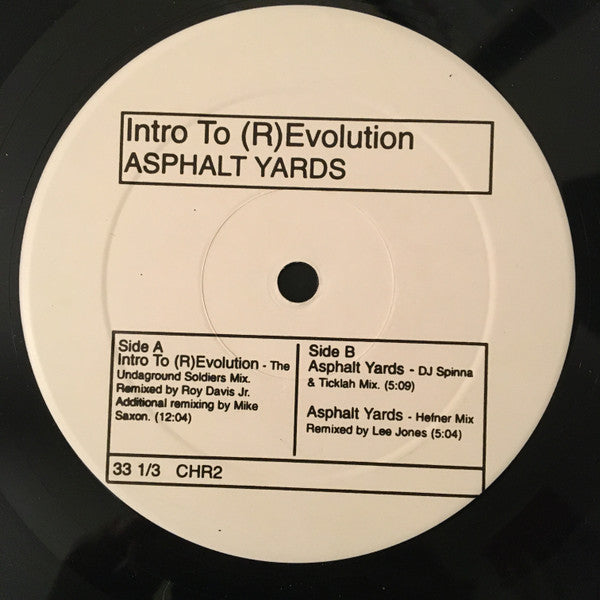 Intro To (R)Evolution
ASPHALT YARDS
Side A
Intro To (R)Evolution - The
Undaground Soldiers Mix.
Remixed by Roy Davis Jr.
Additional remixing by Mike
Saxon. (12:04)
Side B
Asphalt Yards - DJ Spinna
& Ticklah Mix. (5:09)
Asphalt Yards - Hefner Mix
Remixed by Lee Jones (5:04)
33 1/3 CHR2